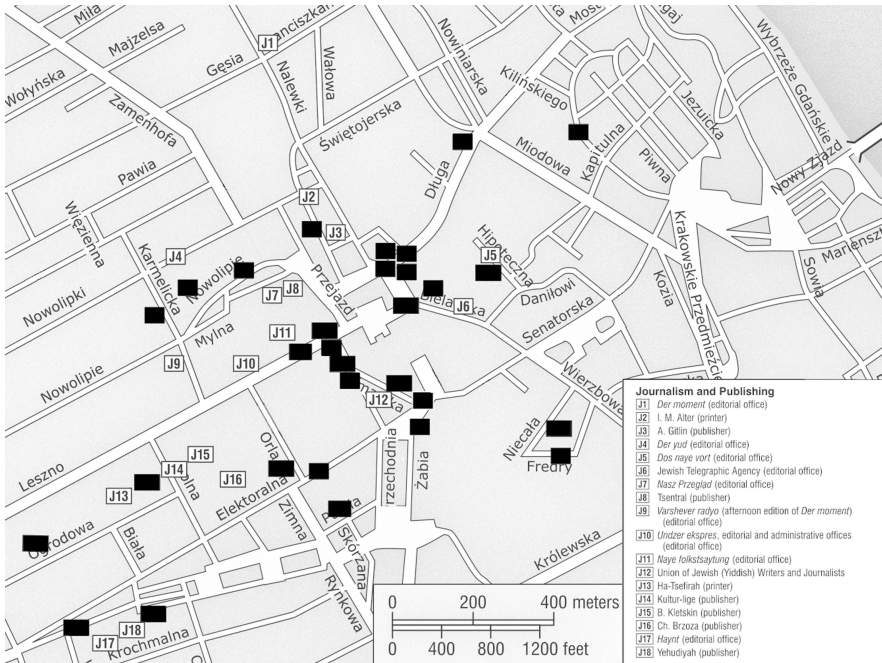 Miła
Majzelsa
Wołyńska
Gęsia
J1
Franciszkań
Wałowa
Nalewki
Nowiniarska
Kilińskiego
Kapitulna
Jezuicka
Piwna
Wybrzeże Gdańskie
Nowy Zjazd
Zamenhofa
Świętojerska
Miodowa
Długa
Pawia
Więzienna
Karmelicka
J2
J3
J4
J5
Hipoteczna
Krakowskie Przedmieście
Kozia
Sowia
Mariensz
Nowolipie
Nowolipki
Przejazd
J7
J8
J6
Daniłowi
Senatorska
Mylna
J11
J9
J10
Nowolipie
J12
Wierzbowa
Niecała
Fredry
Leszno
Orla
rzechodnia
Żabia
J15
J14
J16
J13
Elektoralna
Zimna
Ogrodowa
Biała
Skórzana
Królewska
Rynkowa
J18
J17
Krochmalna
0 200 400 meters
0 400 800 1200 feet
Journalism and Publishing
J1 Der moment (editorial office)
J2 I. M. Alter (printer)
J3 A. Gitlin (publisher)
J4 Der yud (editorial office)
J5 Dos naye vort (editorial office)
J6 Jewish Telegraphic Agency (editorial office)
J7 Nasz Przegląd (editorial office)
J8 Tsentral (publisher)
J9 Varshever radyo (afternoon edition of Der moment)
(editorial office)
J10 Undzer ekspres, editorial and administrative offices
(editorial office)
J11 Naye folkstsaytung (editorial office)
J12 Union of Jewish (Yiddish) Writers and Journalists
J13 Ha-Tsefirah (printer)
J14 Kultur-lige (publisher)
J15 B. Kletskin (publisher)
J16 Ch. Brzoza (publisher)
J17 Haynt (editorial office)
J18 Yehudiyah (publisher)